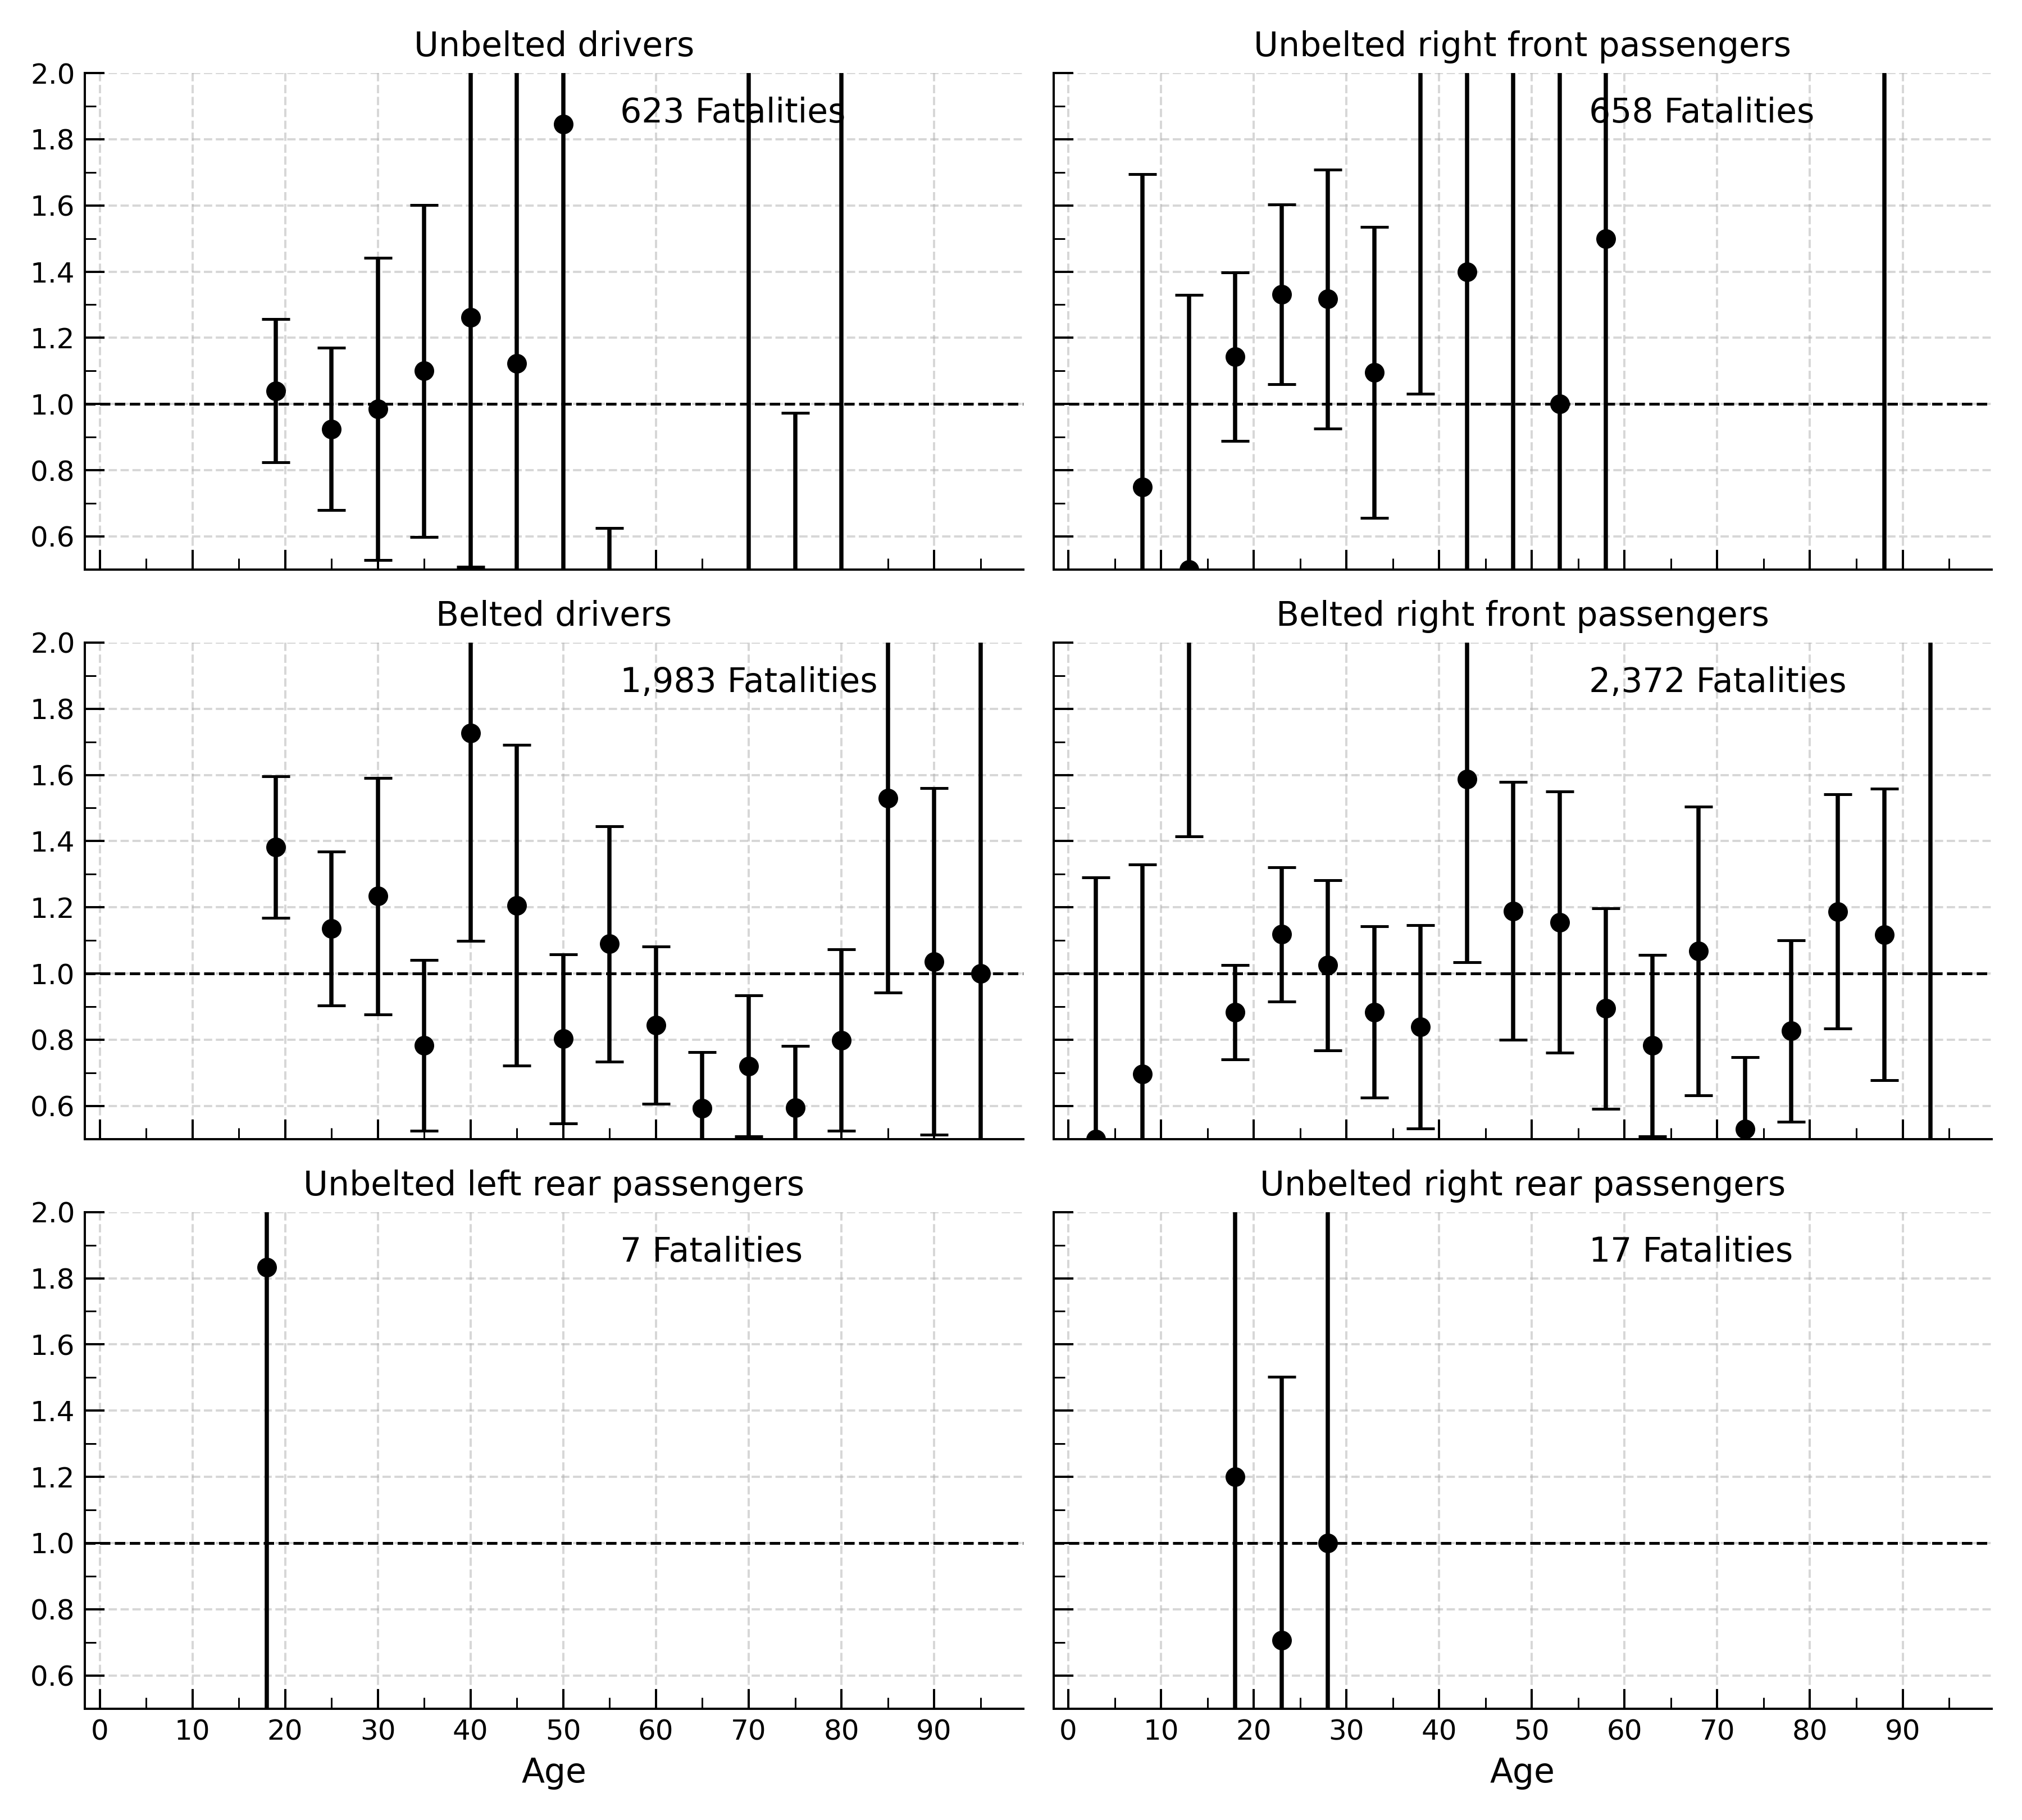 Unbelted drivers
Unbelted right front passengers
2.0
1.8
1.6
1.4
1.2
1.0
0.8
0.6
623 Fatalities
658 Fatalities
Belted drivers
Belted right front passengers
2.0
1.8
1.6
1.4
1.2
1.0
0.8
0.6
1,983 Fatalities
2,372 Fatalities
Unbelted left rear passengers
Unbelted right rear passengers
2.0
1.8
1.6
1.4
1.2
1.0
0.8
0.6
7 Fatalities
17 Fatalities
0 10 20 30 40 50 60 70 80 90
0 10 20 30 40 50 60 70 80 90
Age
Age